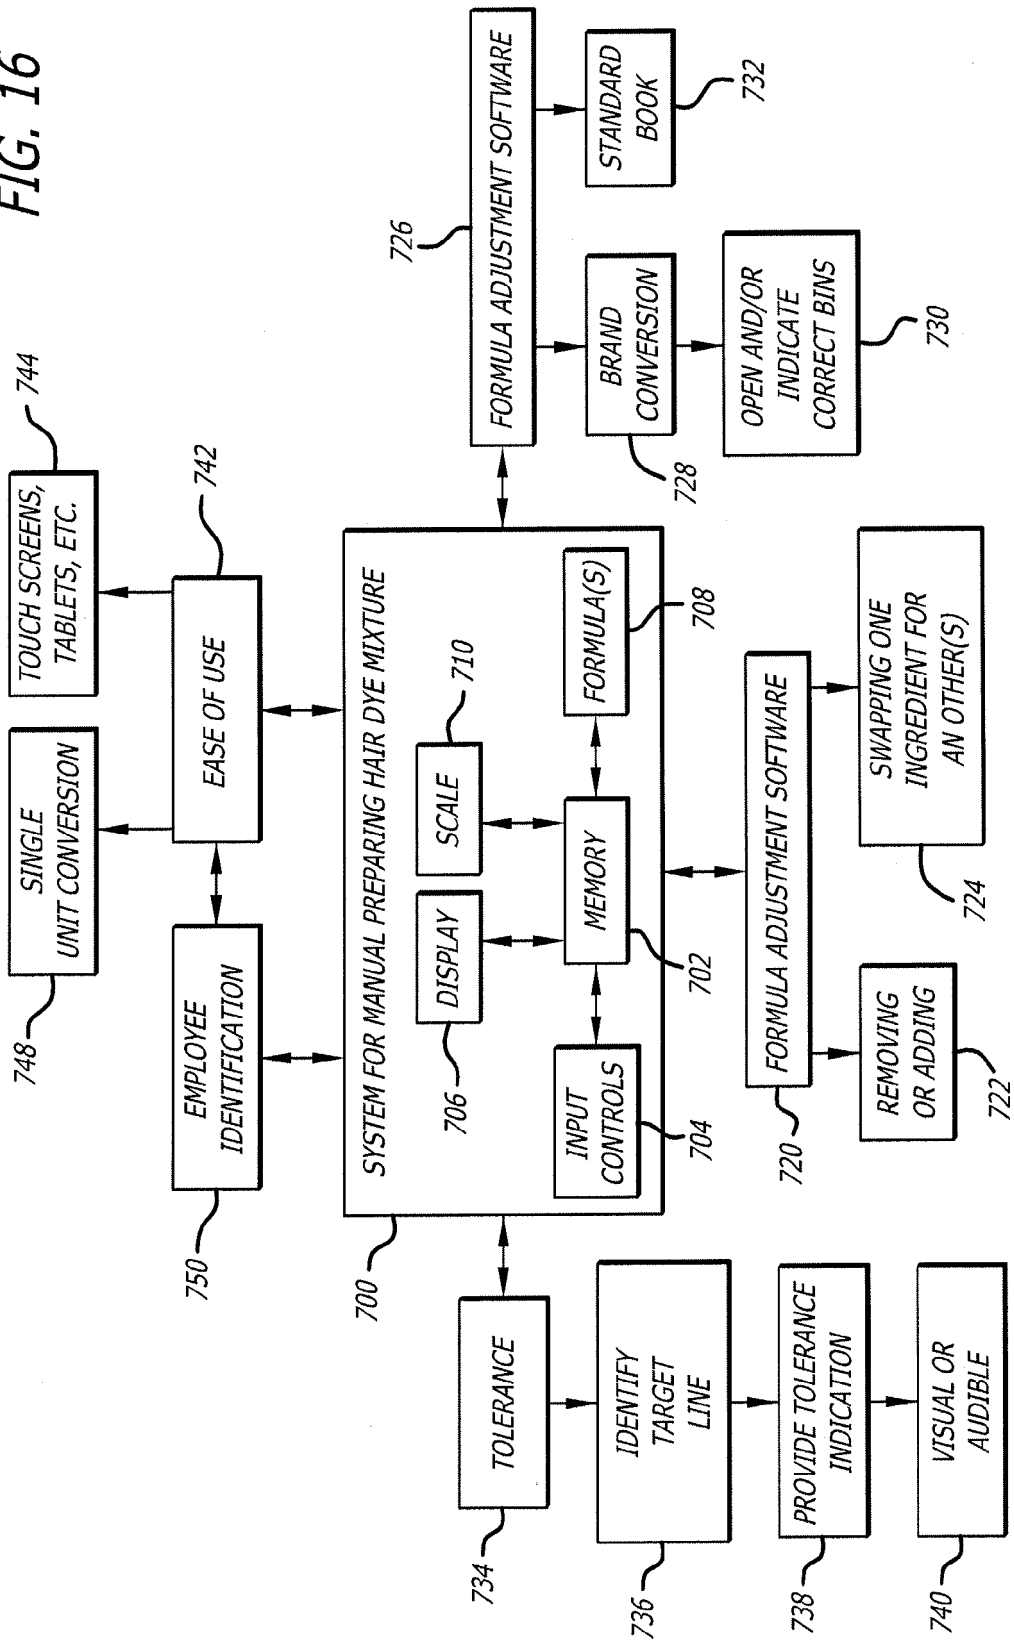 FIG. 16
748
SINGLE
UNIT CONVERSION
TOUCH SCREENS,
TABLETS, ETC.
744
750
EMPLOYEE
IDENTIFICATION
EASE OF USE
742
700
SYSTEM FOR MANUAL PREPARING HAIR DYE MIXTURE
706
DISPLAY
SCALE
710
INPUT
CONTROLS
704
MEMORY
702
FORMULA(S)
708
734
TOLERANCE
736
IDENTIFY
TARGET
LINE
738
PROVIDE TOLERANCE
INDICATION
740
VISUAL OR
AUDIBLE
720
FORMULA ADJUSTMENT SOFTWARE
REMOVING
OR ADDING
722
SWAPPING ONE
INGREDIENT FOR
AN OTHER(S)
724
726
FORMULA ADJUSTMENT SOFTWARE
728
BRAND
CONVERSION
STANDARD
BOOK
732
OPEN AND/OR
INDICATE
CORRECT BINS
730